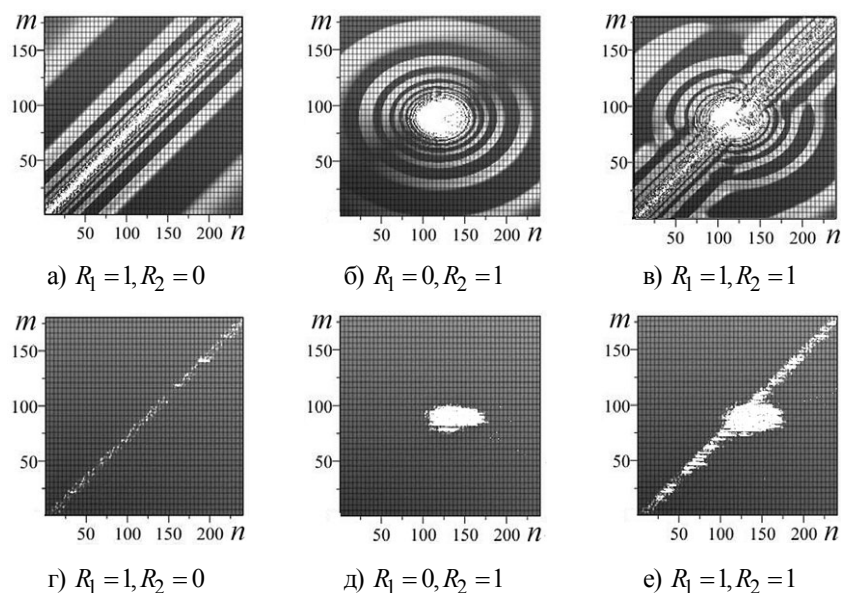 m m m
150 150 150
100 100 100
50 50 50
50 100 150 200 n 50 100 150 200 n 50 100 150 200 n
а) R₁ = 1, R₂ = 0 б) R₁ = 0, R₂ = 1 в) R₁ = 1, R₂ = 1
m m m
150 150 150
100 100 100
50 50 50
50 100 150 200 n 50 100 150 200 n 50 100 150 200 n
г) R₁ = 1, R₂ = 0 д) R₁ = 0, R₂ = 1 е) R₁ = 1, R₂ = 1